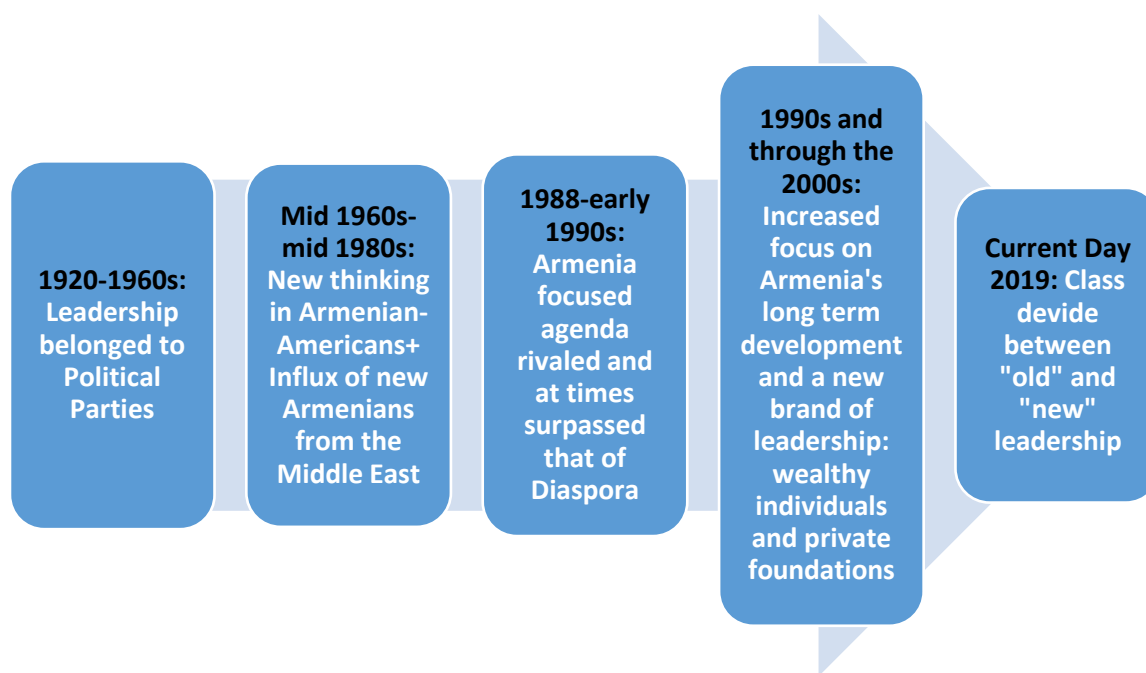 1920-1960s:
Leadership
belonged to
Political
Parties
Mid 1960s-
mid 1980s:
New thinking
in Armenian-
Americans+
Influx of new
Armenians
from the
Middle East
1988-early
1990s:
Armenia
focused
agenda
rivaled and
at times
surpassed
that of
Diaspora
1990s and
through the
2000s:
Increased
focus on
Armenia's
long term
development
and a new
brand of
leadership:
wealthy
individuals
and private
foundations
Current Day
2019: Class
devide
between
"old" and
"new"
leadership